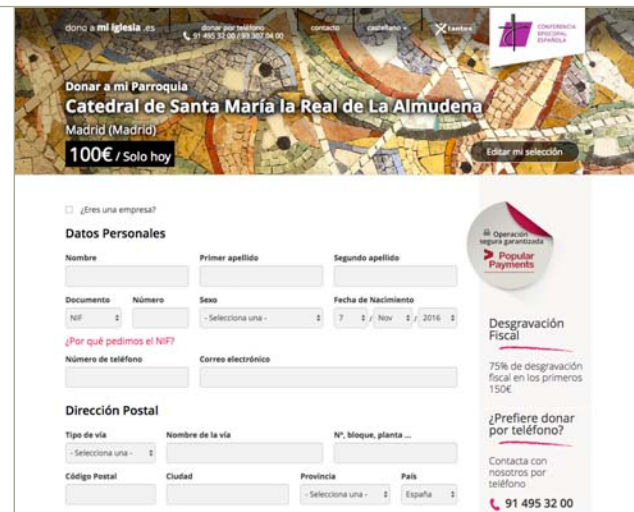 dono a mi iglesia .es
donar por teléfono
91 495 32 00 / 93 307 04 00
contacto
castellano
Xtantos
CONFERENCIA
EPISCOPAL
ESPAÑOLA
Donar a mi Parroquia
Catedral de Santa María la Real de La Almudena
Madrid (Madrid)
100€ / Solo hoy
Editar mi selección
¿Eres una empresa?
Datos Personales
Nombre
Primer apellido
Segundo apellido
Documento
Número
Sexo
Fecha de Nacimiento
NIF
- Selecciona una -
7 / Nov / 2016
¿Por qué pedimos el NIF?
Número de teléfono
Correo electrónico
Dirección Postal
Tipo de vía
Nombre de la vía
Nº, bloque, planta ...
- Selecciona una -
Código Postal
Ciudad
Provincia
País
- Selecciona una -
España
Operación
segura garantizada
Popular
Payments
Desgravación
Fiscal
75% de desgravación
fiscal en los primeros
150€
¿Prefiere donar
por teléfono?
Contacta con
nosotros por
teléfono
91 495 32 00